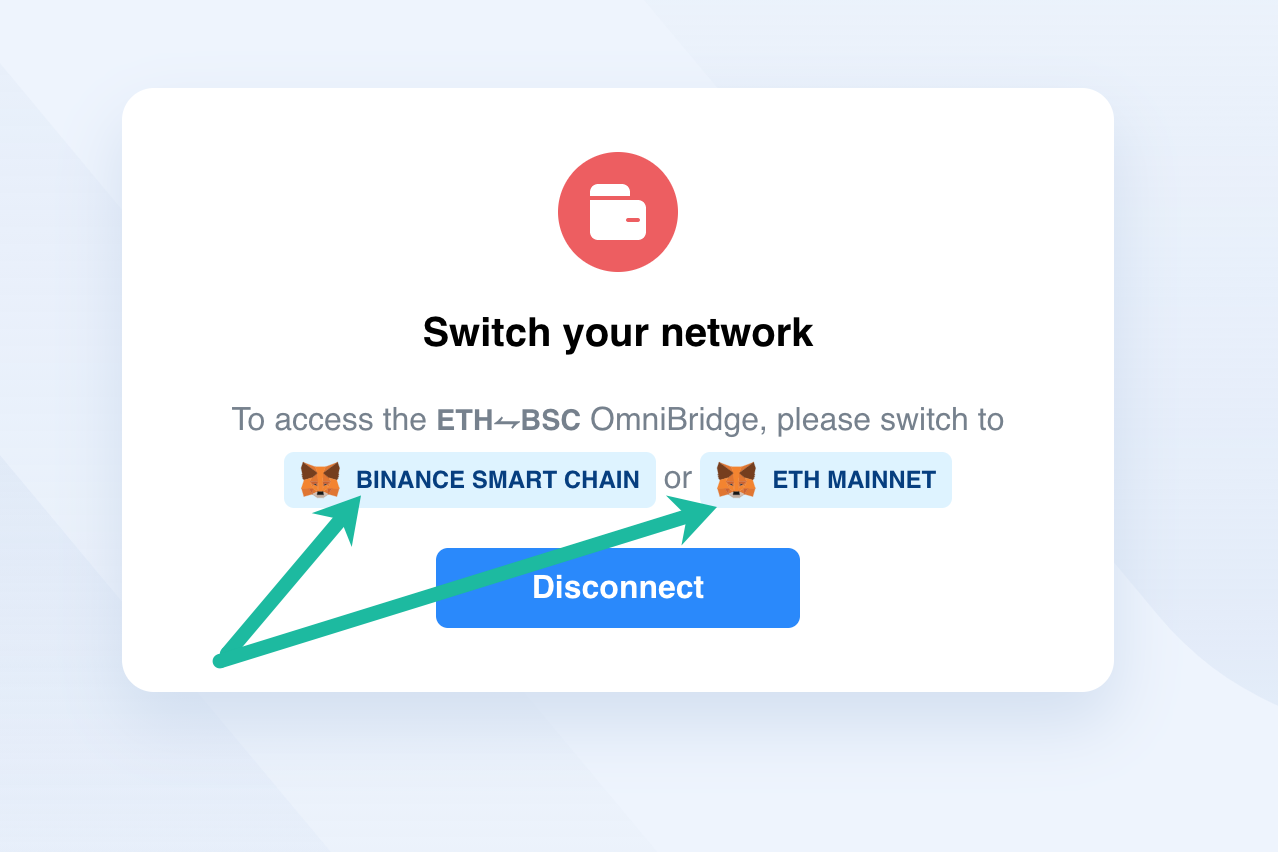 Switch your network
To access the ETH⇋BSC OmniBridge, please switch to
BINANCE SMART CHAIN or ETH MAINNET
Disconnect